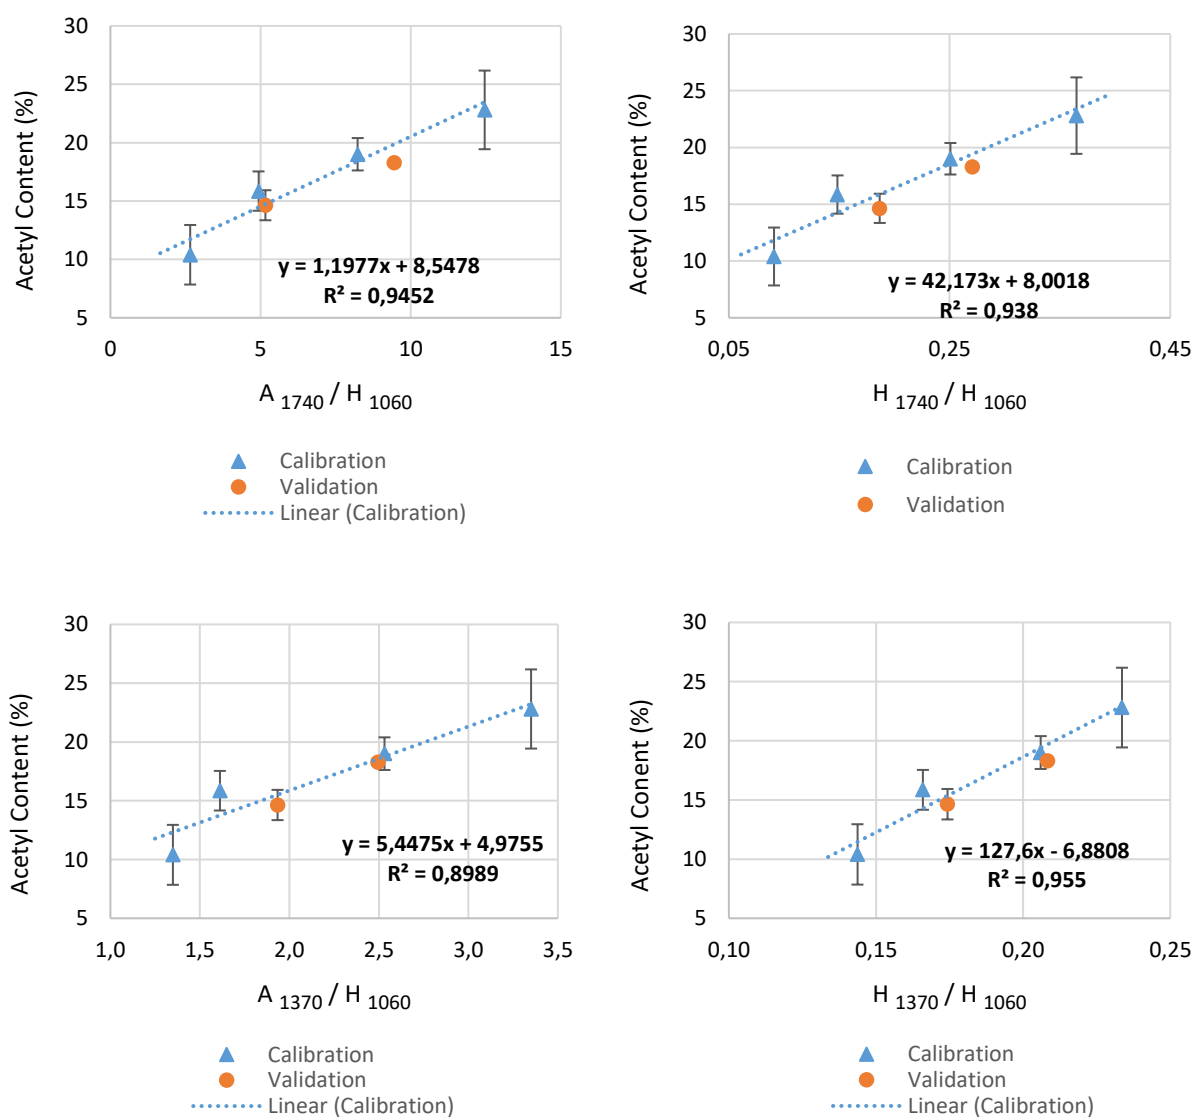 30
25
20
15
10
5
Acetyl Content (%)
y = 1,1977x + 8,5478
R² = 0,9452
0 5 10 15
A 1740 / H 1060
Calibration
Validation
Linear (Calibration)
30
25
20
15
10
5
Acetyl Content (%)
y = 42,173x + 8,0018
R² = 0,938
0,05 0,25 0,45
H 1740 / H 1060
Calibration
Validation
30
25
20
15
10
5
Acetyl Content (%)
y = 5,4475x + 4,9755
R² = 0,8989
1,0 1,5 2,0 2,5 3,0 3,5
A 1370 / H 1060
Calibration
Validation
Linear (Calibration)
30
25
20
15
10
5
Acetyl Conent (%)
y = 127,6x - 6,8808
R² = 0,955
0,10 0,15 0,20 0,25
H 1370 / H 1060
Calibration
Validation
Linear (Calibration)